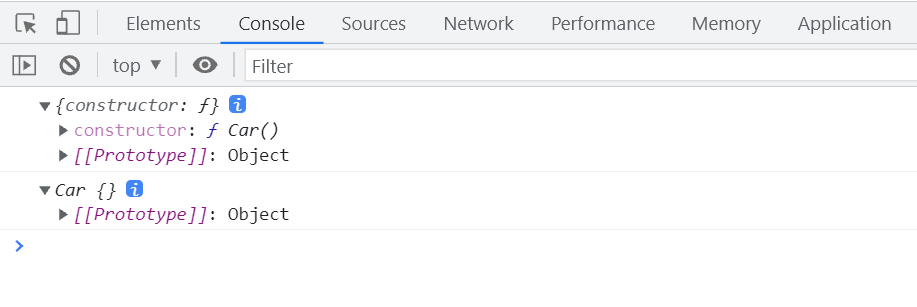 Elements Console Sources Network Performance Memory Application
top Filter
{constructor: ƒ} i
constructor: ƒ Car()
[[Prototype]]: Object
Car {} i
[[Prototype]]: Object